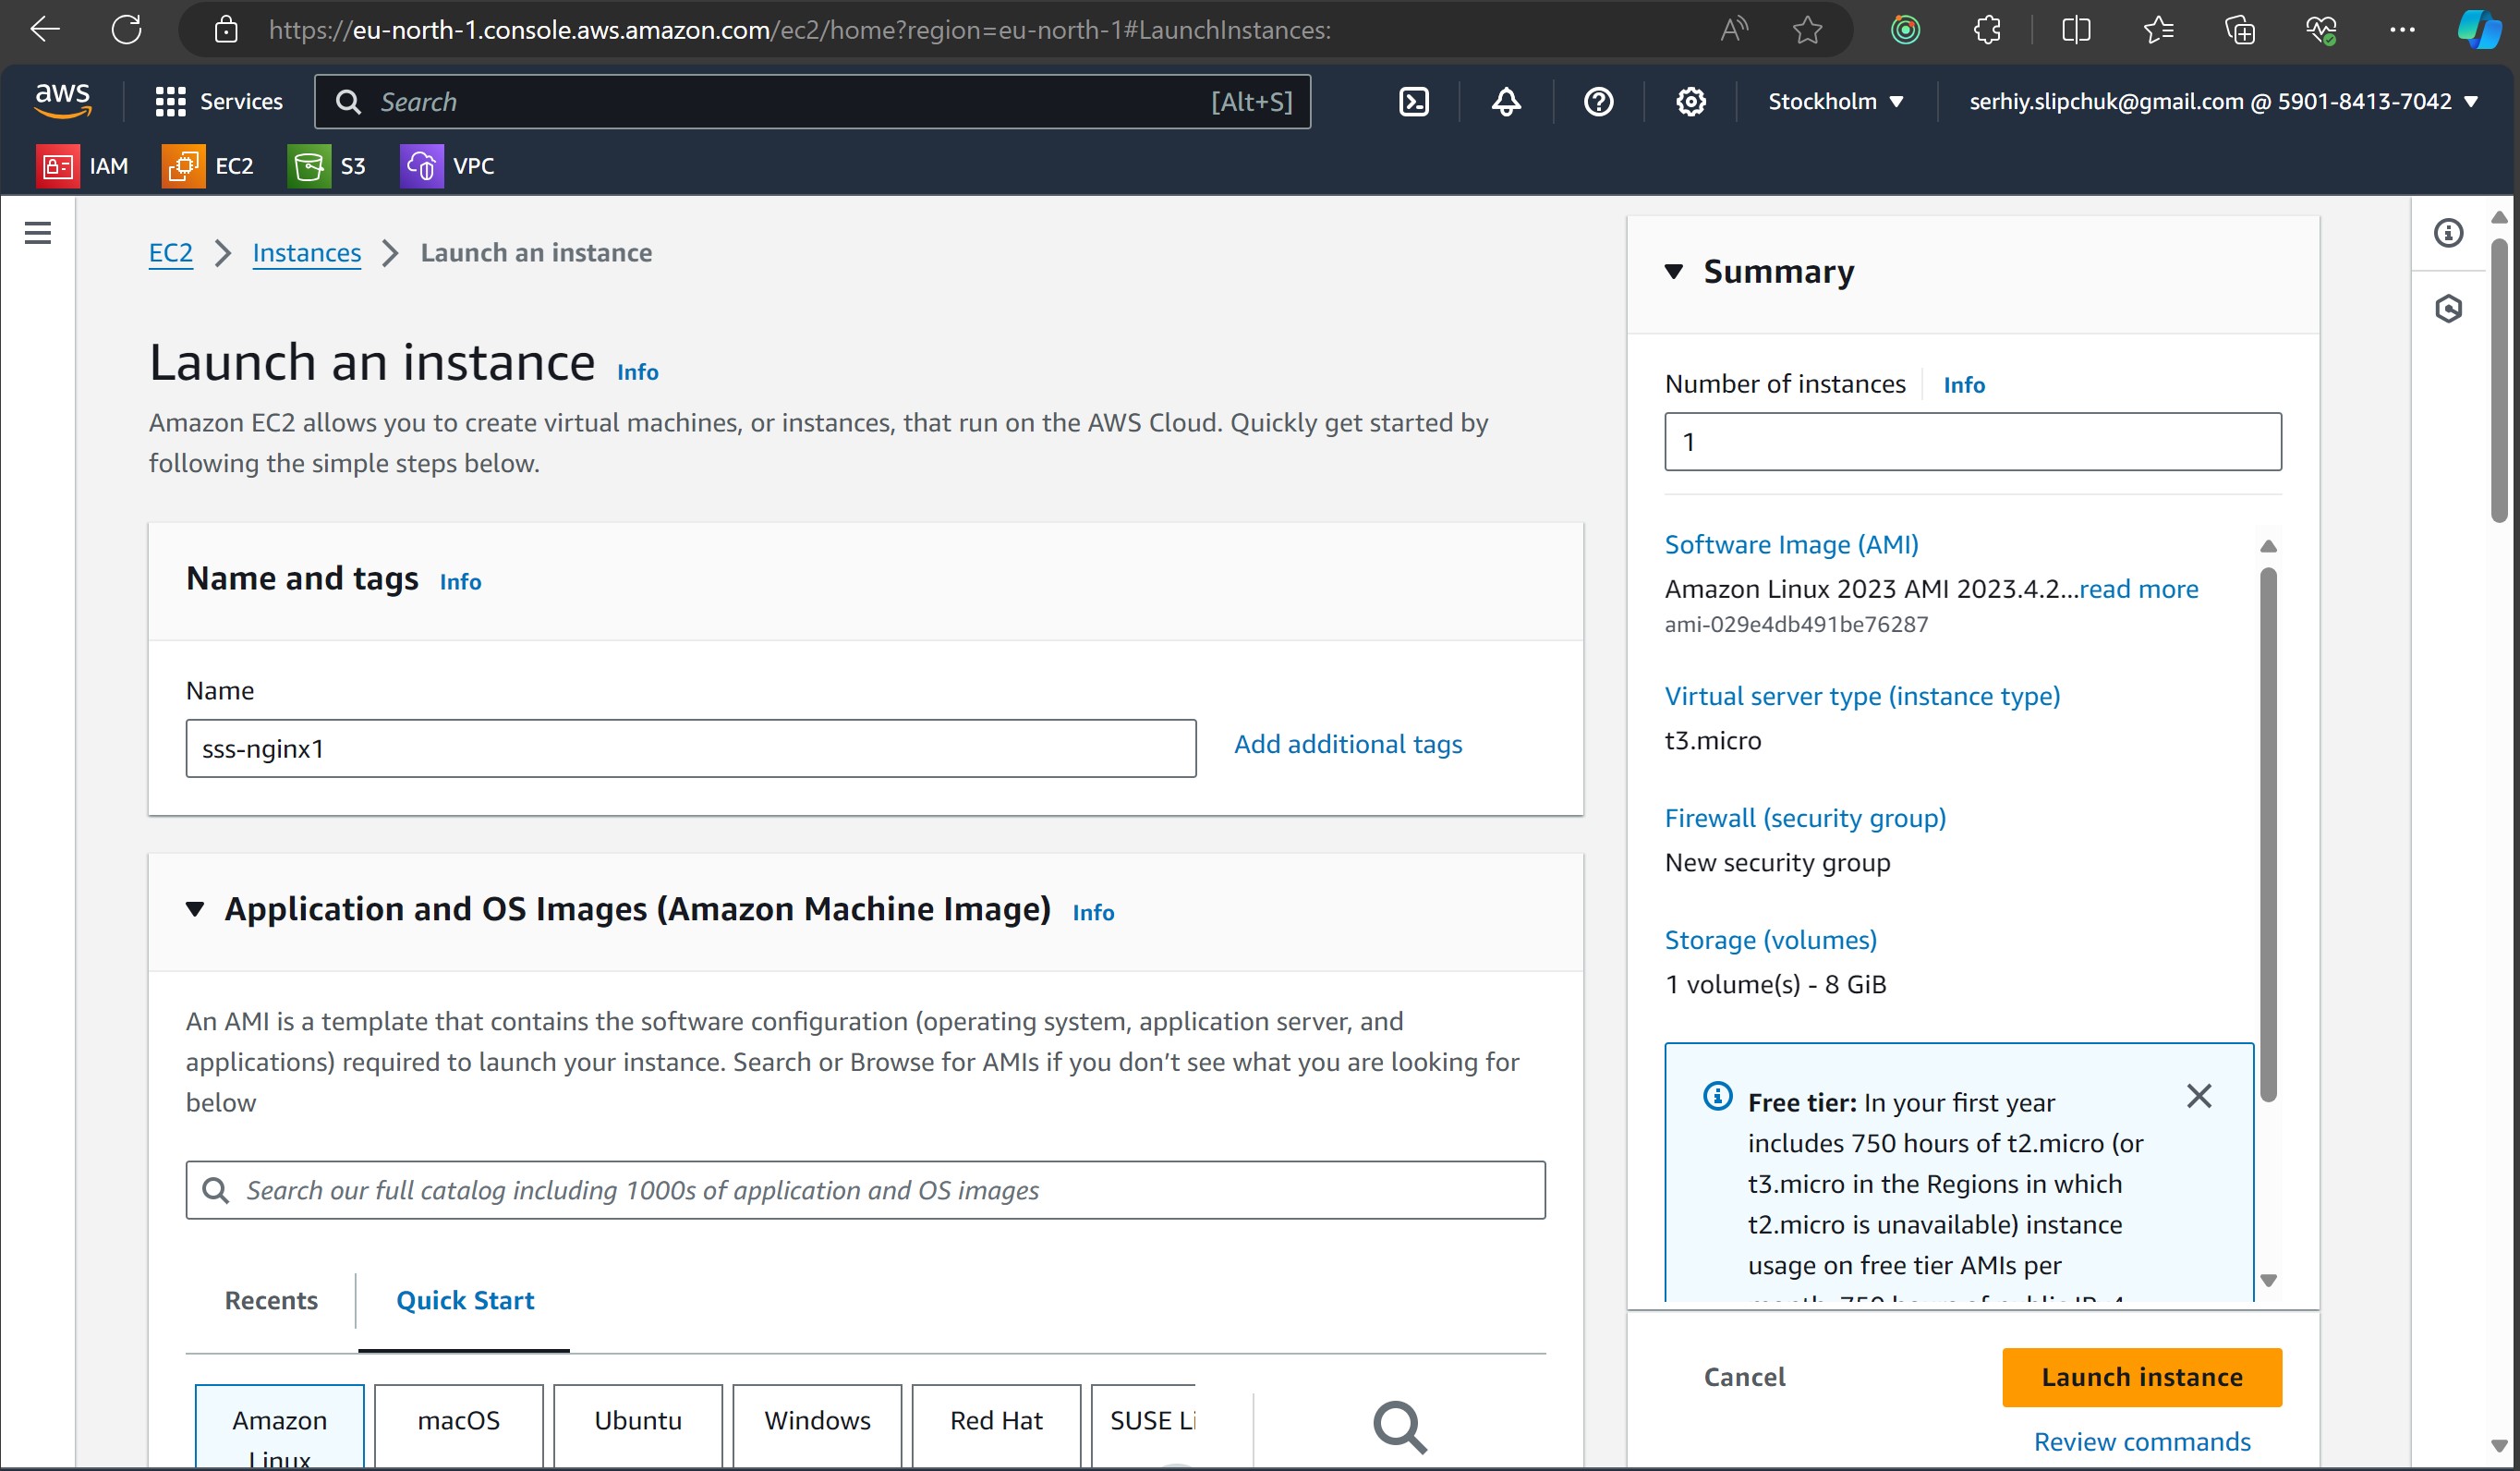 https://eu-north-1.console.aws.amazon.com/ec2/home?region=eu-north-1#LaunchInstances:
aws
Services
Search
[Alt+S]
Stockholm
serhiy.slipchuk@gmail.com @ 5901-8413-7042
IAM
EC2
S3
VPC
EC2
Instances
Launch an instance
Launch an instance Info
Amazon EC2 allows you to create virtual machines, or instances, that run on the AWS Cloud. Quickly get started by
following the simple steps below.
Name and tags Info
Name
sss-nginx1
Add additional tags
Application and OS Images (Amazon Machine Image) Info
An AMI is a template that contains the software configuration (operating system, application server, and
applications) required to launch your instance. Search or Browse for AMIs if you don’t see what you are looking for
below
Search our full catalog including 1000s of application and OS images
Recents
Quick Start
Amazon
Linux
macOS
Ubuntu
Windows
Red Hat
SUSE Li
Summary
Number of instances
Info
1
Software Image (AMI)
Amazon Linux 2023 AMI 2023.4.2...read more
ami-029e4db491be76287
Virtual server type (instance type)
t3.micro
Firewall (security group)
New security group
Storage (volumes)
1 volume(s) - 8 GiB
Free tier: In your first year
includes 750 hours of t2.micro (or
t3.micro in the Regions in which
t2.micro is unavailable) instance
usage on free tier AMIs per
Cancel
Launch instance
Review commands